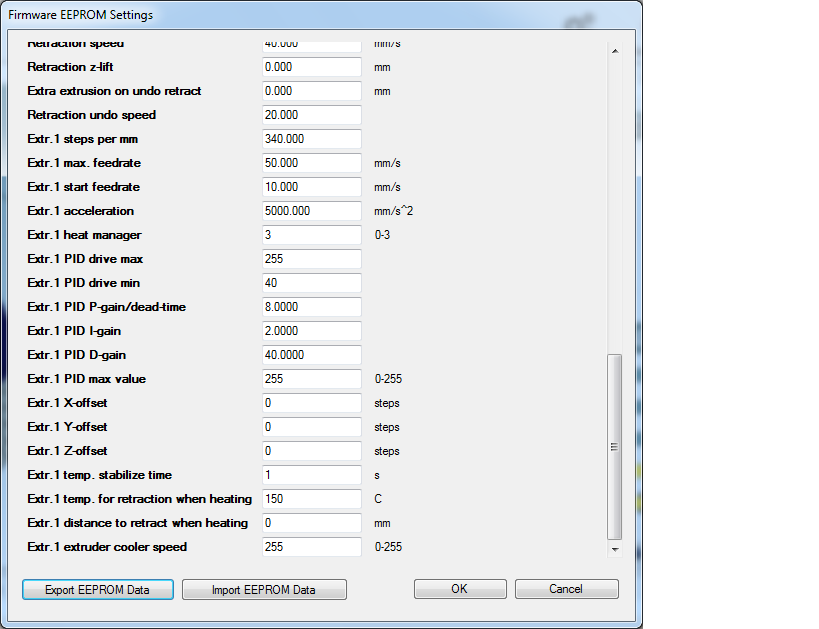 Firmware EEPROM Settings
Retraction speed 40.000 mm/s
Retraction z-lift 0.000 mm
Extra extrusion on undo retract 0.000 mm
Retraction undo speed 20.000
Extr.1 steps per mm 340.000
Extr.1 max. feedrate 50.000 mm/s
Extr.1 start feedrate 10.000 mm/s
Extr.1 acceleration 5000.000 mm/s^2
Extr.1 heat manager 3 0-3
Extr.1 PID drive max 255
Extr.1 PID drive min 40
Extr.1 PID P-gain/dead-time 8.0000
Extr.1 PID I-gain 2.0000
Extr.1 PID D-gain 40.0000
Extr.1 PID max value 255 0-255
Extr.1 X-offset 0 steps
Extr.1 Y-offset 0 steps
Extr.1 Z-offset 0 steps
Extr.1 temp. stabilize time 1 s
Extr.1 temp. for retraction when heating 150 C
Extr.1 distance to retract when heating 0 mm
Extr.1 extruder cooler speed 255 0-255
Export EEPROM Data Import EEPROM Data OK Cancel